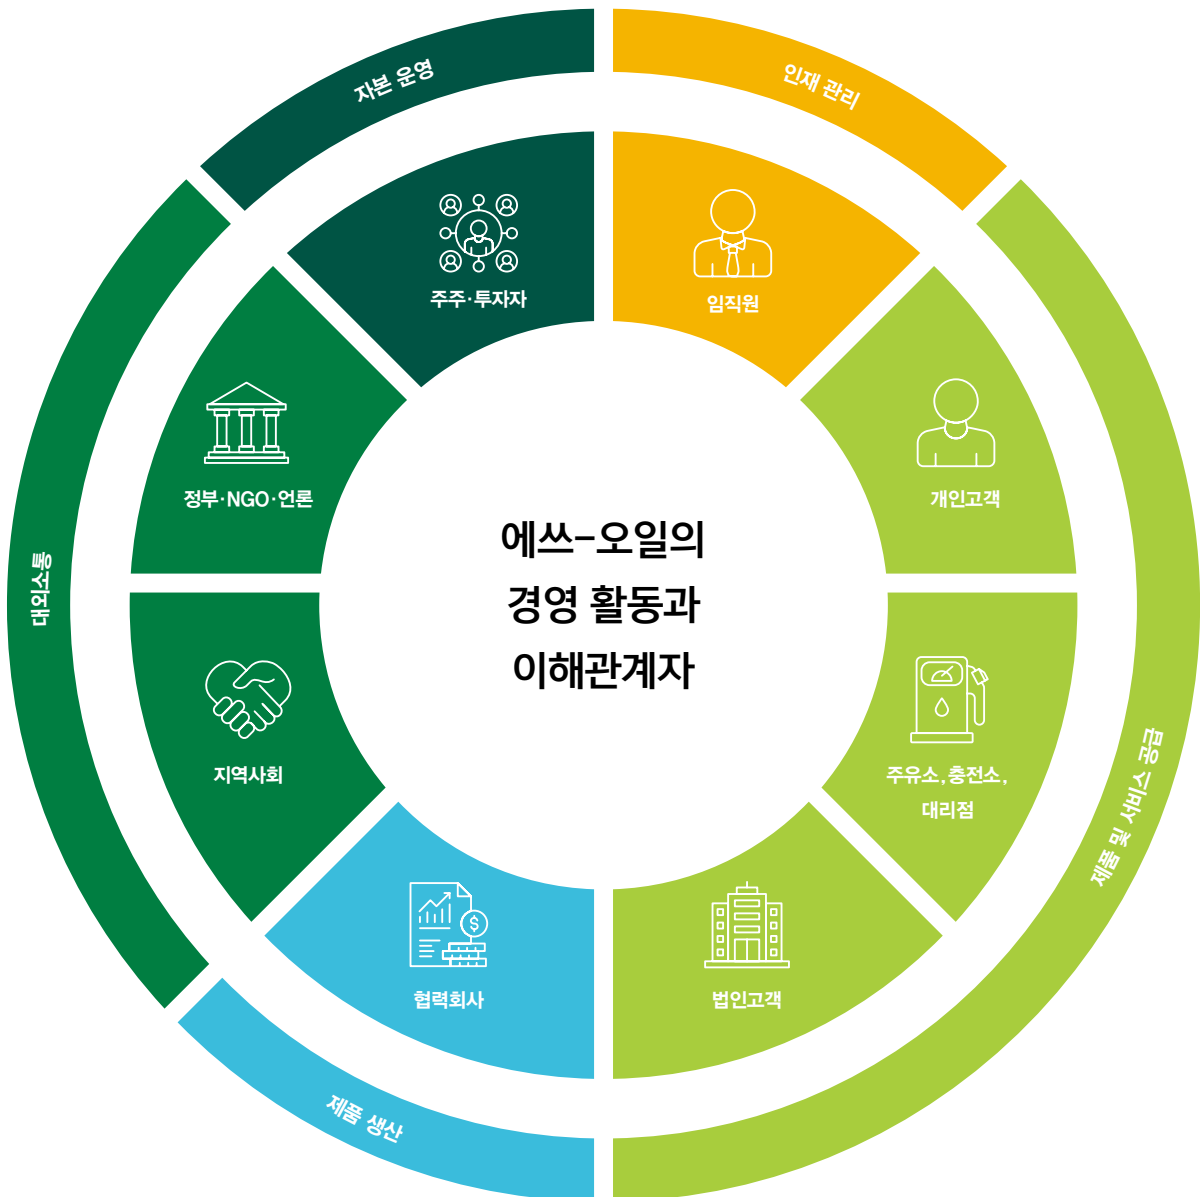 에쓰-오일의
경영 활동과
이해관계자
인재 관리
임직원
제품 및 서비스 공급
개인고객
주유소, 충전소,
대리점
법인고객
제품 생산
협력회사
대외소통
지역사회
정부·NGO·언론
자본 운영
주주·투자자